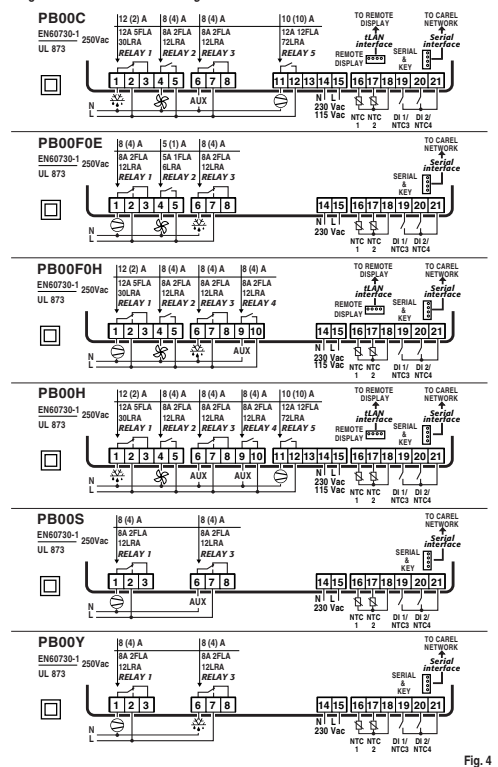 PB00C
12 (2) A 8 (4) A 8 (4) A 10 (10) A
EN60730-1 250Vac 12A 5FLA 8A 2FLA 8A 2FLA 12A 12FLA
UL 873 30LRA 12LRA 12LRA 72LRA
RELAY 1 RELAY 2 RELAY 3 RELAY 5
TO REMOTE DISPLAY
tLAN interface
REMOTE DISPLAY
SERIAL & KEY
TO CAREL NETWORK
Serial interface
1 2 3 4 5 6 7 8 11 12 13 14 15 16 17 18 19 20 21
AUX
N
L
N L
230 Vac
115 Vac
NTC 1 NTC 2 DI 1/ NTC3 DI 2/ NTC4
PB00F0E
8 (4) A 5 (1) A 8 (4) A
EN60730-1 250Vac 8A 2FLA 5A 1FLA 8A 2FLA
UL 873 12LRA 6LRA 12LRA
RELAY 1 RELAY 2 RELAY 3
SERIAL & KEY
TO CAREL NETWORK
Serial interface
1 2 3 4 5 6 7 8 14 15 16 17 18 19 20 21
N
L
N L
230 Vac
NTC 1 NTC 2 DI 1/ NTC3 DI 2/ NTC4
PB00F0H
12 (2) A 8 (4) A 8 (4) A 8 (4) A
EN60730-1 250Vac 12A 5FLA 8A 2FLA 8A 2FLA 8A 2FLA
UL 873 30LRA 12LRA 12LRA 12LRA
RELAY 1 RELAY 2 RELAY 3 RELAY 4
TO REMOTE DISPLAY
tLAN interface
REMOTE DISPLAY
SERIAL & KEY
TO CAREL NETWORK
Serial interface
1 2 3 4 5 6 7 8 9 10 14 15 16 17 18 19 20 21
AUX
N
L
N L
230 Vac
115 Vac
NTC 1 NTC 2 DI 1/ NTC3 DI 2/ NTC4
PB00H
12 (2) A 8 (4) A 8 (4) A 8 (4) A 10 (10) A
EN60730-1 250Vac 12A 5FLA 8A 2FLA 8A 2FLA 8A 2FLA 12A 12FLA
UL 873 30LRA 12LRA 12LRA 12LRA 72LRA
RELAY 1 RELAY 2 RELAY 3 RELAY 4 RELAY 5
TO REMOTE DISPLAY
tLAN interface
REMOTE DISPLAY
SERIAL & KEY
TO CAREL NETWORK
Serial interface
1 2 3 4 5 6 7 8 9 10 11 12 13 14 15 16 17 18 19 20 21
AUX AUX
N
L
N L
230 Vac
115 Vac
NTC 1 NTC 2 DI 1/ NTC3 DI 2/ NTC4
PB00S
8 (4) A 8 (4) A
EN60730-1 250Vac 8A 2FLA 8A 2FLA
UL 873 12LRA 12LRA
RELAY 1 RELAY 3
SERIAL & KEY
TO CAREL NETWORK
Serial interface
1 2 3 6 7 8 14 15 16 17 18 19 20 21
AUX
N
L
N L
230 Vac
NTC 1 NTC 2 DI 1/ NTC3 DI 2/ NTC4
PB00Y
8 (4) A 8 (4) A
EN60730-1 250Vac 8A 2FLA 8A 2FLA
UL 873 12LRA 12LRA
RELAY 1 RELAY 3
SERIAL & KEY
TO CAREL NETWORK
Serial interface
1 2 3 6 7 8 14 15 16 17 18 19 20 21
N
L
N L
230 Vac
NTC 1 NTC 2 DI 1/ NTC3 DI 2/ NTC4
Fig. 4